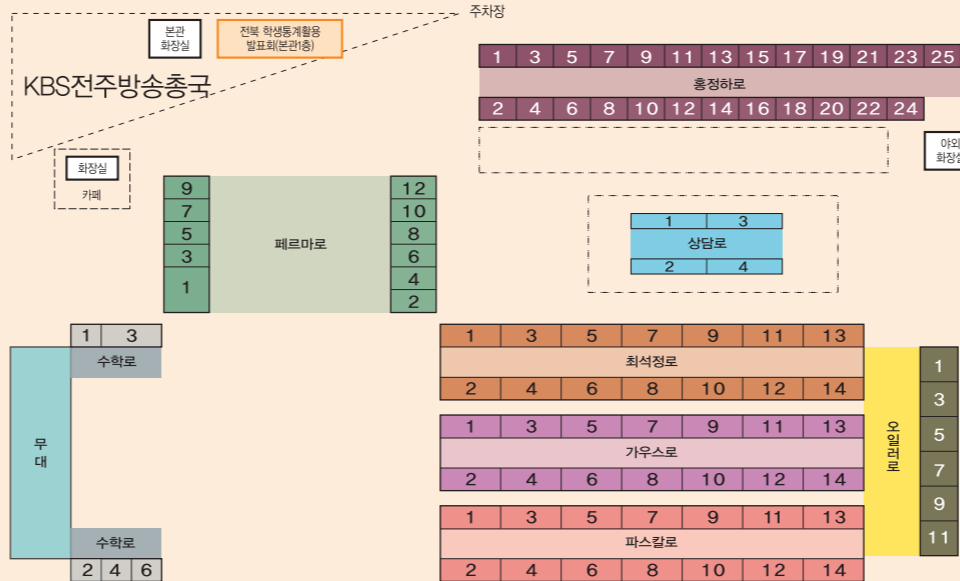 주차장
본관
화장실
전북 학생통계활용
발표회(본관1층)
KBS전주방송총국
화장실
카페
1 3 5 7 9 11 13 15 17 19 21 23 25
홍정하로
2 4 6 8 10 12 14 16 18 20 22 24
야외
화장실
9
7
5
3
1
페르마로
12
10
8
6
4
2
1 3
상담로
2 4
1 3
수학로
무
대
수학로
2 4 6
1 3 5 7 9 11 13
최석정로
2 4 6 8 10 12 14
1 3 5 7 9 11 13
가우스로
2 4 6 8 10 12 14
1 3 5 7 9 11 13
파스칼로
2 4 6 8 10 12 14
오일러로
1
3
5
7
9
11